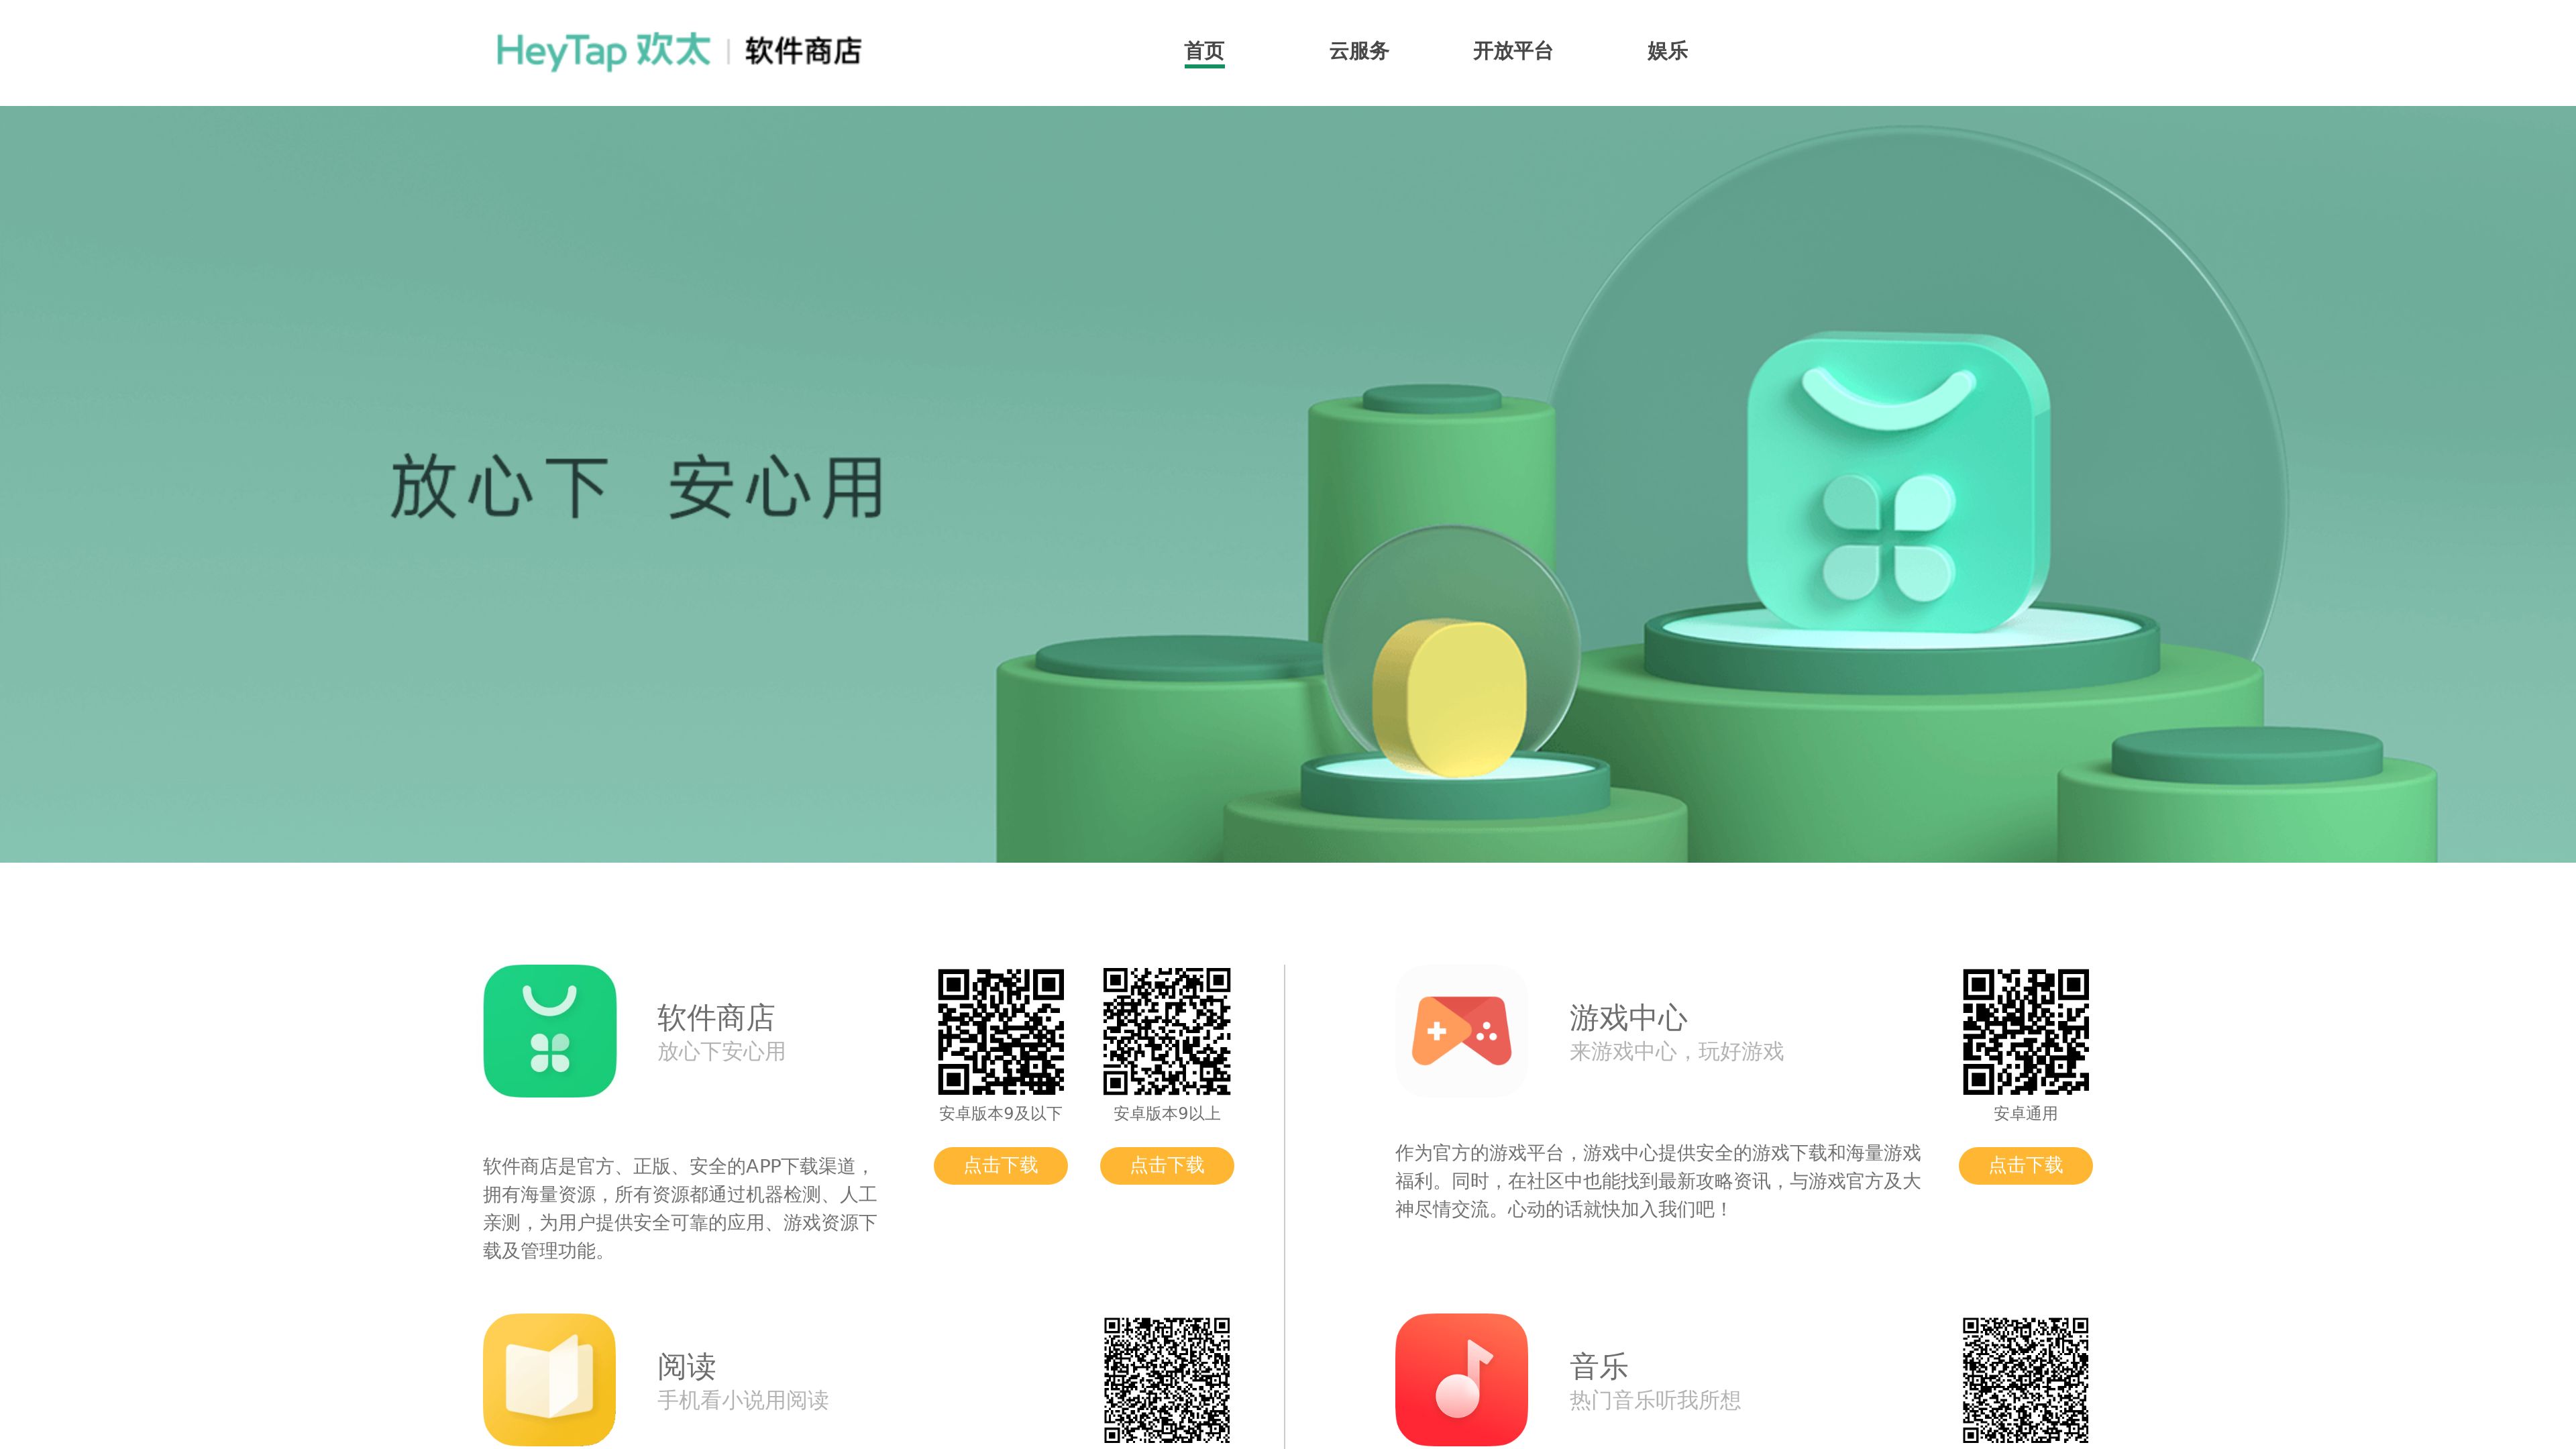 HeyTap 欢太 | 软件商店
首页
云服务
开放平台
娱乐
放心下 安心用
软件商店
放心下安心用
安卓版本9及以下
安卓版本9以上
点击下载
点击下载
软件商店是官方、正版、安全的APP下载渠道，
拥有海量资源，所有资源都通过机器检测、人工
亲测，为用户提供安全可靠的应用、游戏资源下
载及管理功能。
游戏中心
来游戏中心，玩好游戏
安卓通用
点击下载
作为官方的游戏平台，游戏中心提供安全的游戏下载和海量游戏
福利。同时，在社区中也能找到最新攻略资讯，与游戏官方及大
神尽情交流。心动的话就快加入我们吧！
阅读
手机看小说用阅读
音乐
热门音乐听我所想